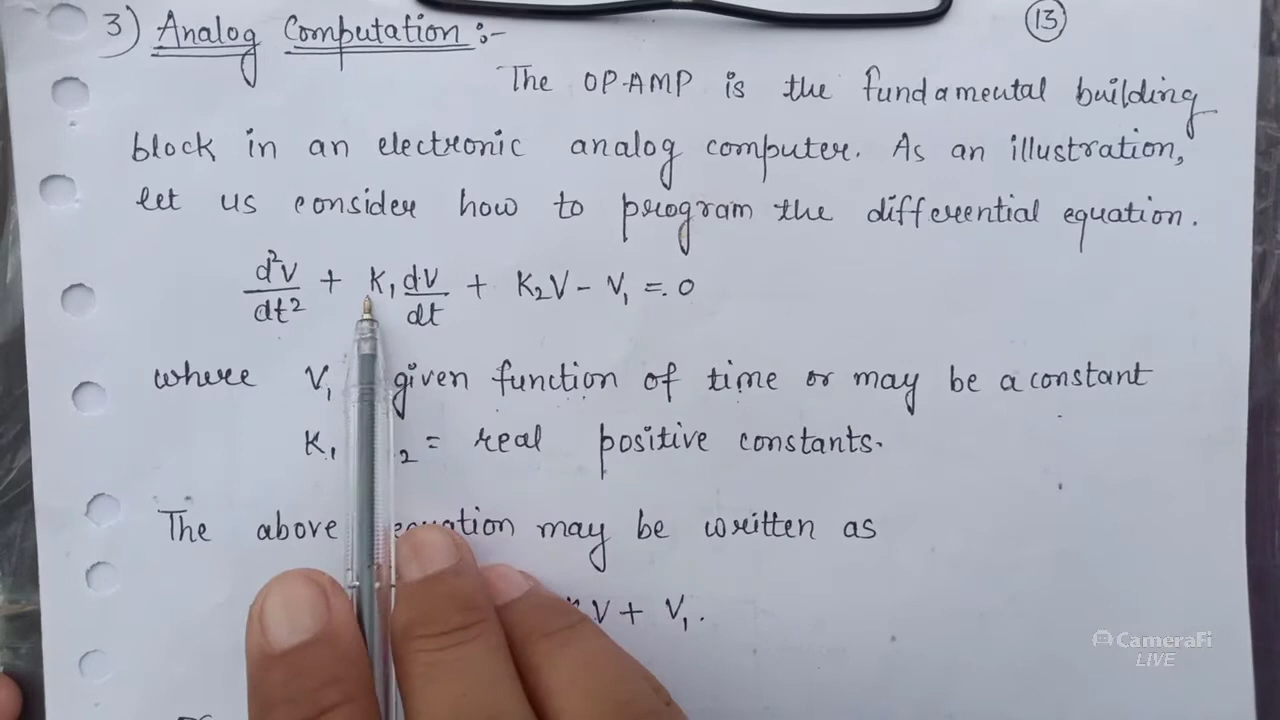 3) Analog Computation :-
13
The OP-AMP is the fundamental building
block in an electronic analog computer. As an illustration,
let us consider how to program the differential equation.
d²V/dt² + K₁ dV/dt + K₂V - V₁ = 0
where V₁ given function of time or may be a constant
K₁ ₂ = real positive constants.
The above equation may be written as
V + V₁.
CameraFi
LIVE